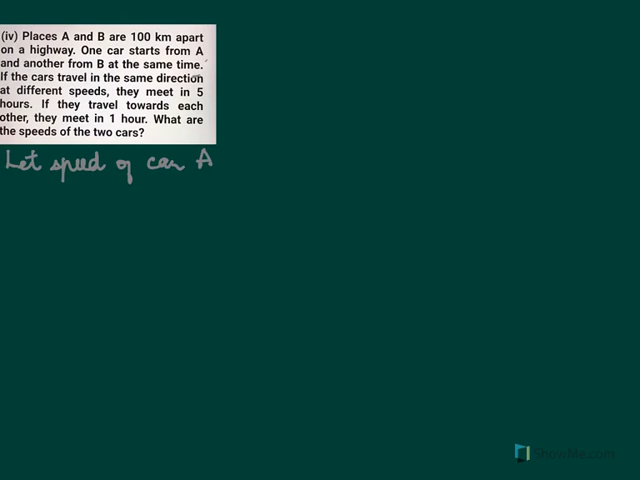 (iv) Places A and B are 100 km apart
on a highway. One car starts from A
and another from B at the same time.
If the cars travel in the same direction
at different speeds, they meet in 5
hours. If they travel towards each
other, they meet in 1 hour. What are
the speeds of the two cars?
Let speed of car A
ShowMe.com